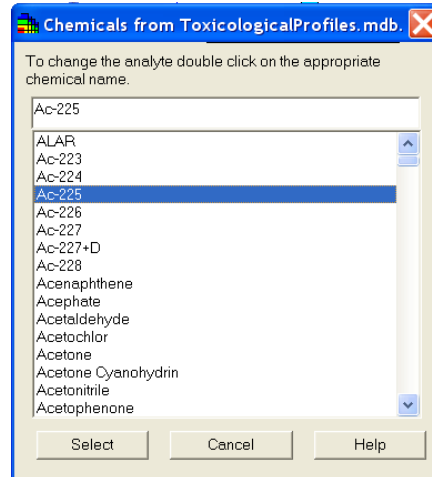 Chemicals from ToxicologicalProfiles.mdb.
To change the analyte double click on the appropriate
chemical name.
Ac-225
ALAR
Ac-223
Ac-224
Ac-225
Ac-226
Ac-227
Ac-227+D
Ac-228
Acenaphthene
Acephate
Acetaldehyde
Acetochlor
Acetone
Acetone Cyanohydrin
Acetonitrile
Acetophenone
Select Cancel Help